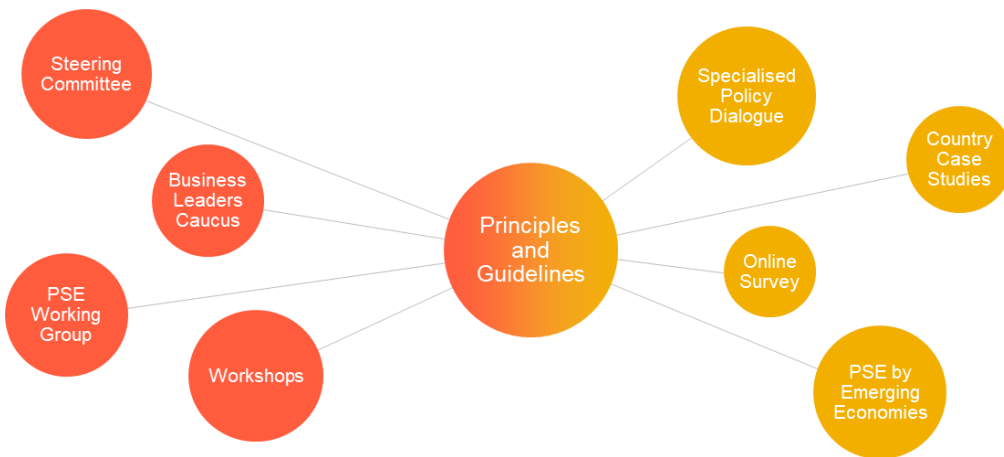 Steering
Committee
Business
Leaders
Caucus
PSE
Working
Group
Workshops
Principles
and
Guidelines
Specialised
Policy
Dialogue
Country
Case
Studies
Online
Survey
PSE by
Emerging
Economies